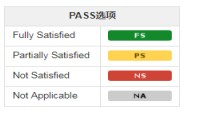 PASS选项
Fully Satisfied FS
Partially Satisfied PS
Not Satisfied NS
Not Applicable NA